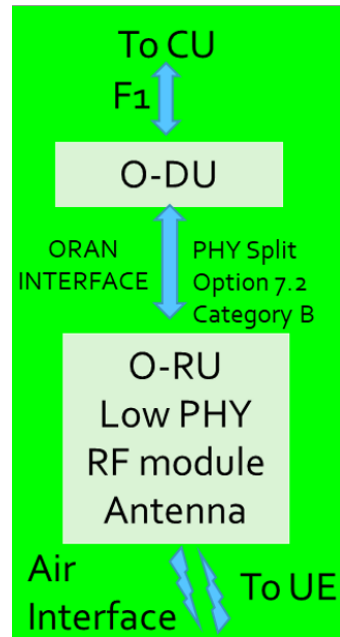 To CU
F1
O-DU
ORAN
INTERFACE
PHY Split
Option 7.2
Category B
O-RU
Low PHY
RF module
Antenna
Air
Interface
To UE